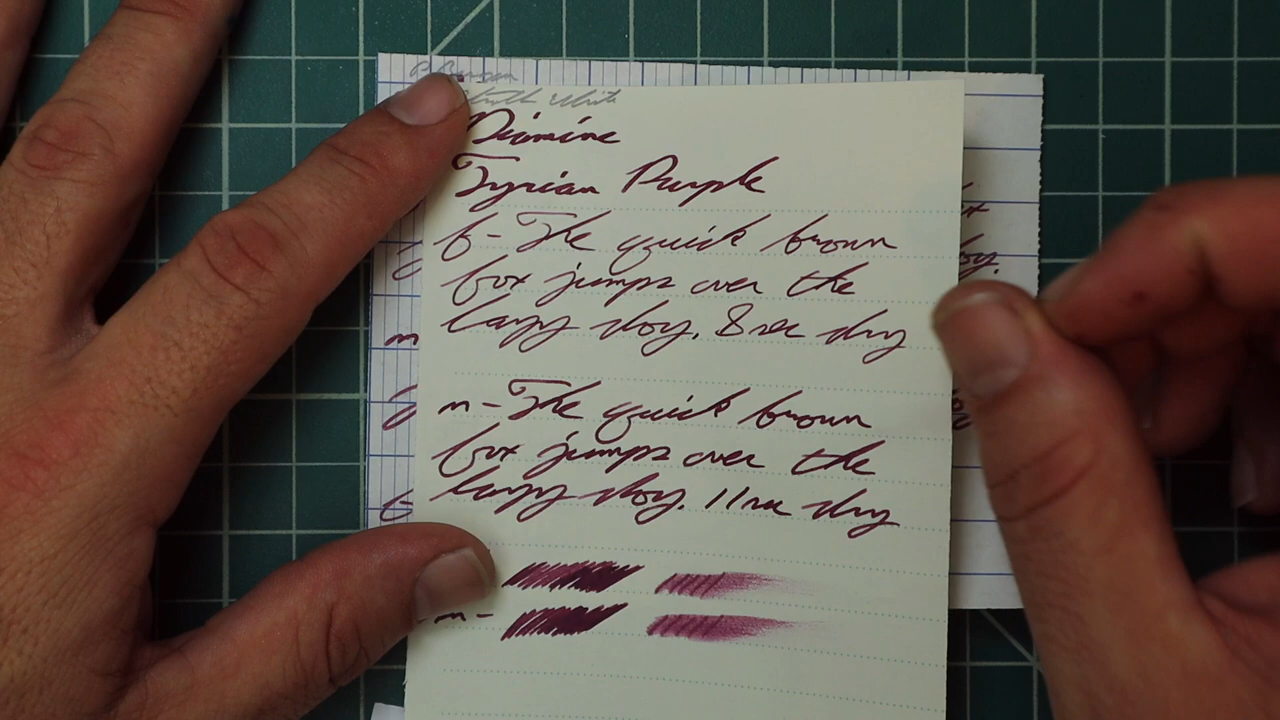 Diamine
Tyrian Purple
f - The quick brown
fox jumps over the
lazy dog. 8 sec dry
m - The quick brown
fox jumps over the
lazy dog. 11 sec dry
m -